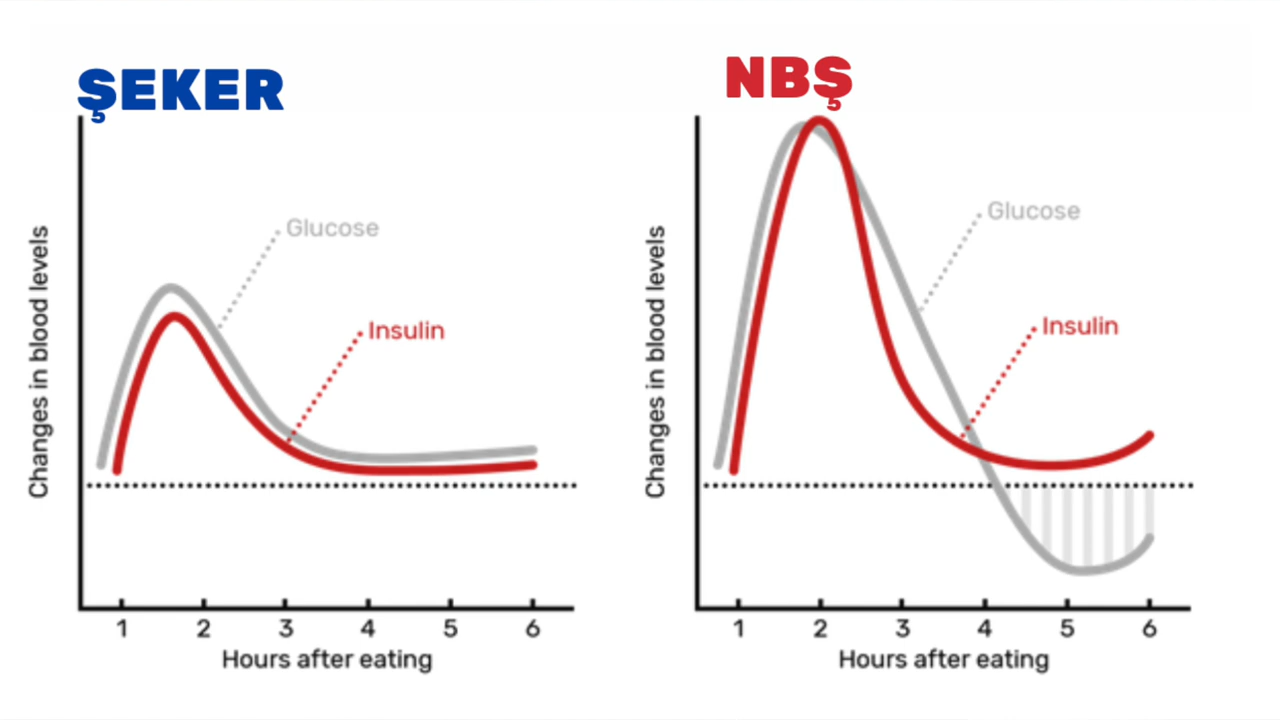 ŞEKER
Changes in blood levels
Glucose
Insulin
1 2 3 4 5 6
Hours after eating
NBŞ
Changes in blood levels
Glucose
Insulin
1 2 3 4 5 6
Hours after eating